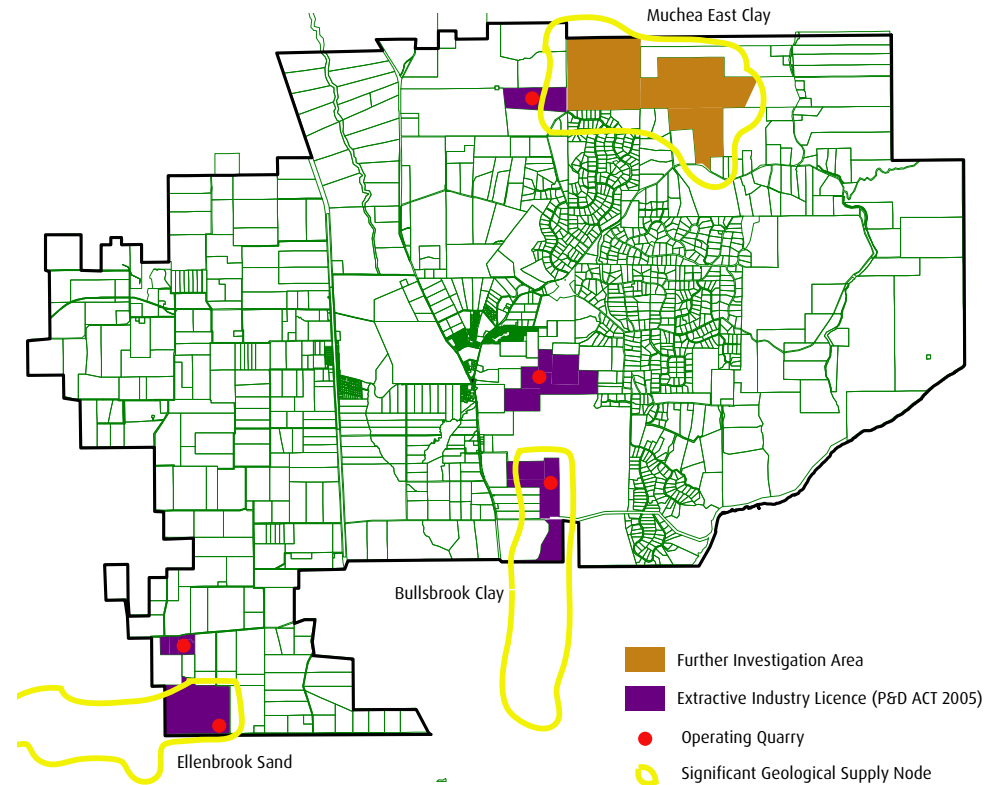 Muchea East Clay
Bullsbrook Clay
Ellenbrook Sand
Further Investigation Area
Extractive Industry Licence (P&D ACT 2005)
Operating Quarry
Significant Geological Supply Node